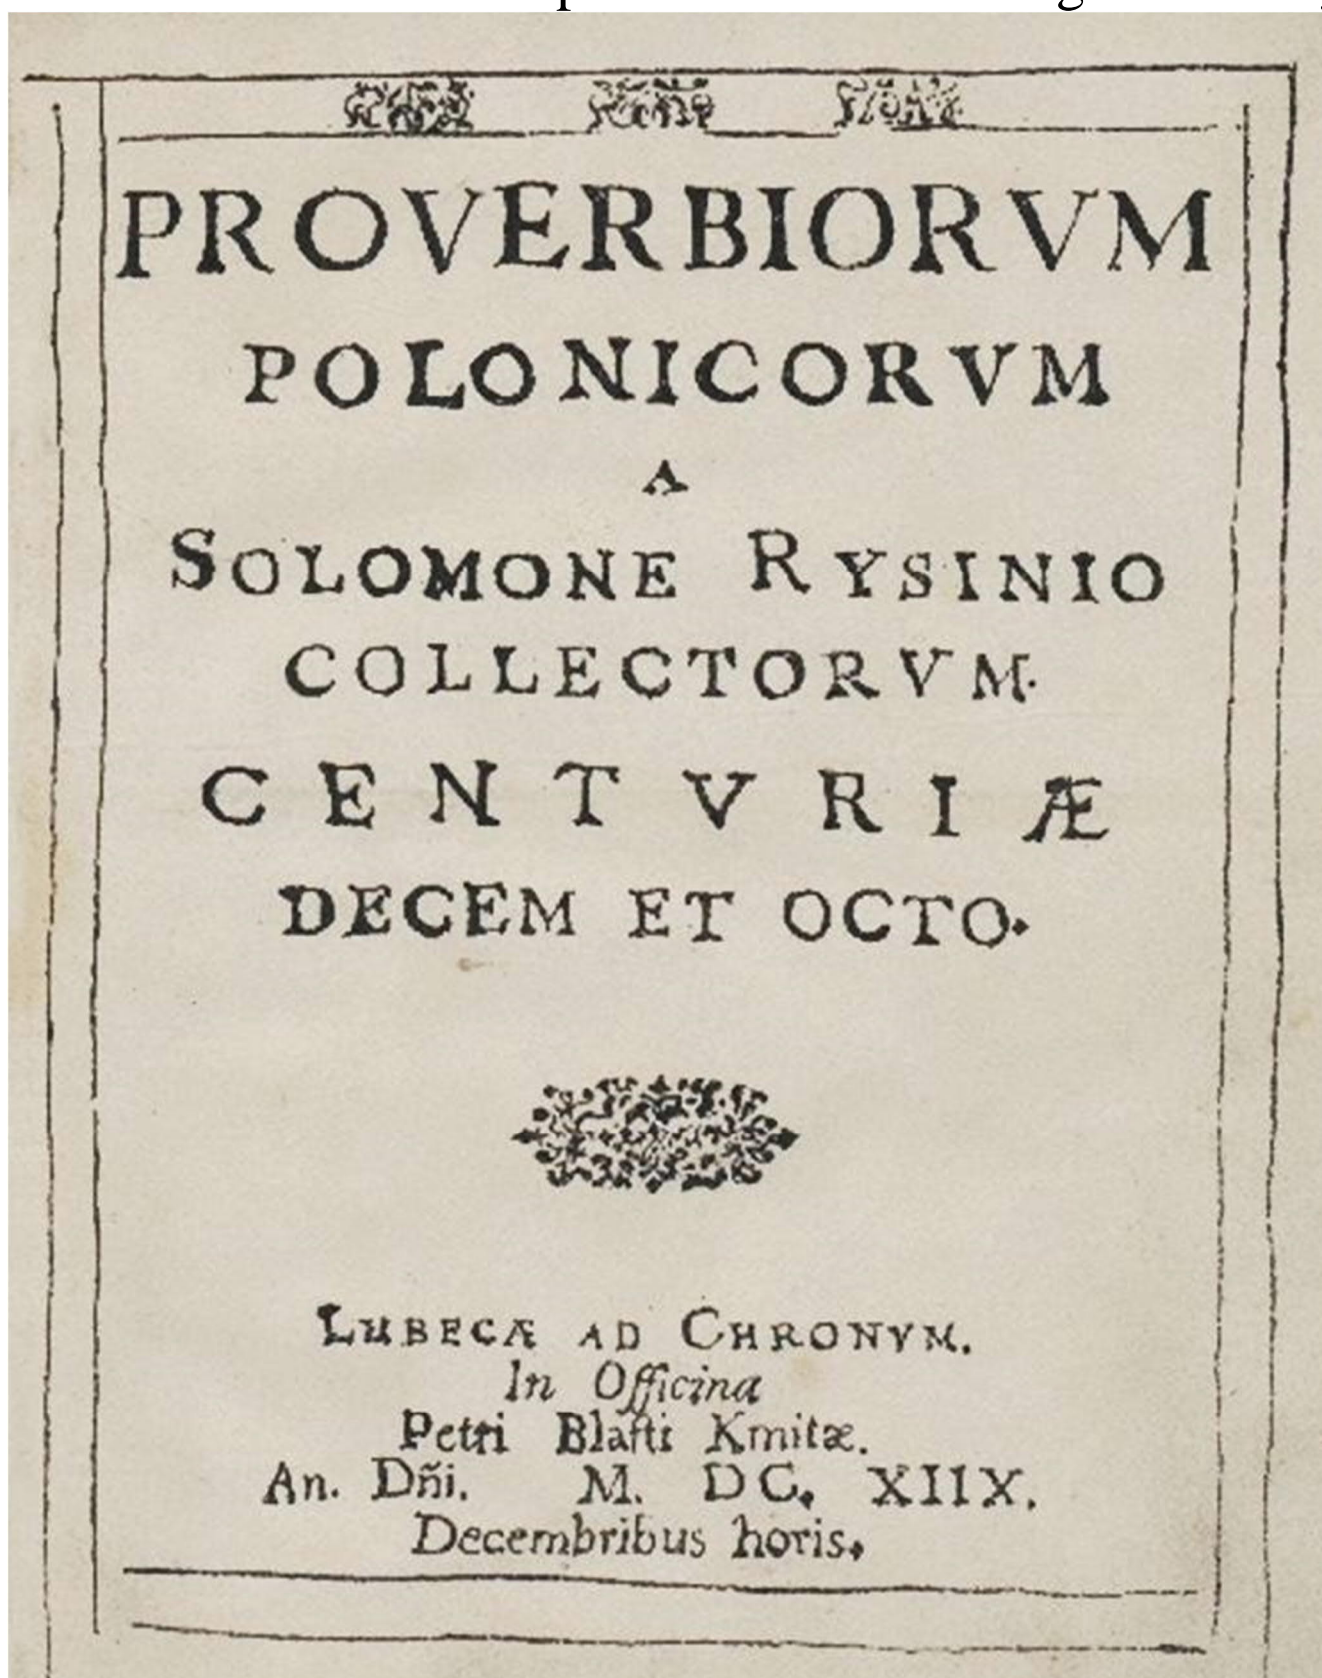 PROVERBIORVM
POLONICORVM
A
SOLOMONE RYSINIO
COLLECTORVM.
CENTVRIÆ
DECEM ET OCTO.
LUBECÆ AD CHRONVM.
In Officina
Petri Blaſti Kmitæ.
An. Dñi. M. DC. XIIX.
Decembribus horis.